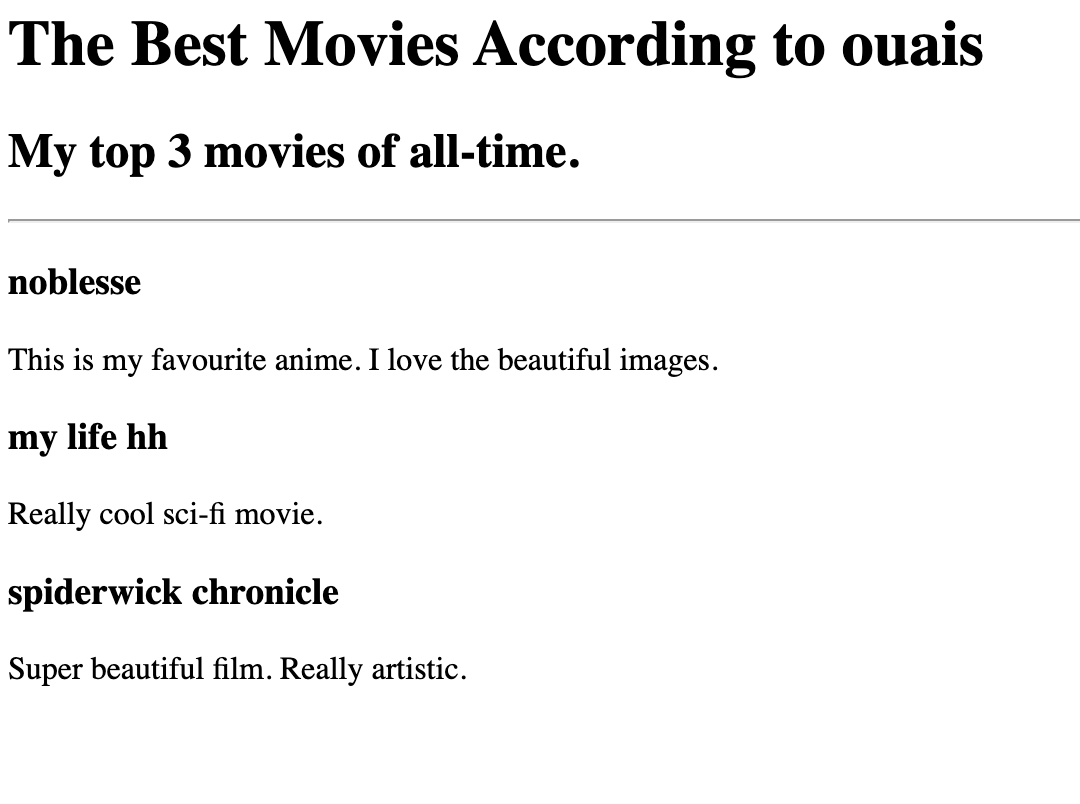 The Best Movies According to ouais
My top 3 movies of all-time.
noblesse
This is my favourite anime. I love the beautiful images.
my life hh
Really cool sci-fi movie.
spiderwick chronicle
Super beautiful film. Really artistic.